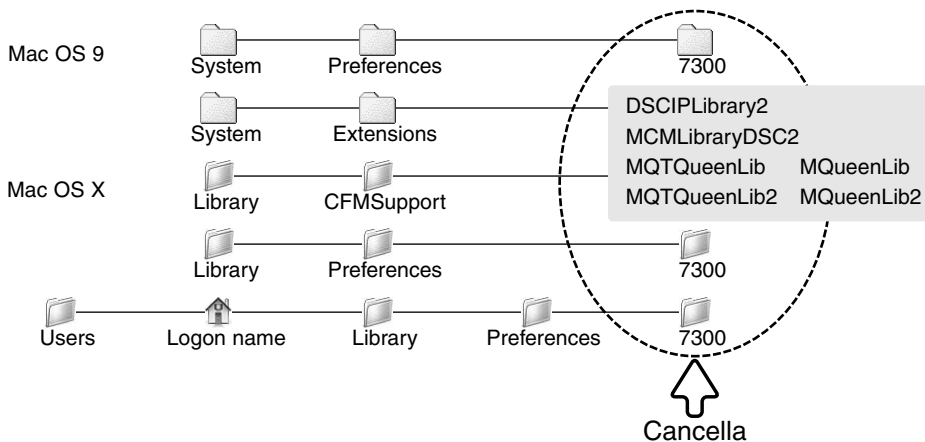 Mac OS 9
System Preferences 7300
System Extensions
DSCIPLibrary2
MCMLibraryDSC2
MQTQueenLib MQueenLib
MQTQueenLib2 MQueenLib2
Mac OS X
Library CFMSupport
Library Preferences 7300
Users Logon name Library Preferences 7300
Cancella